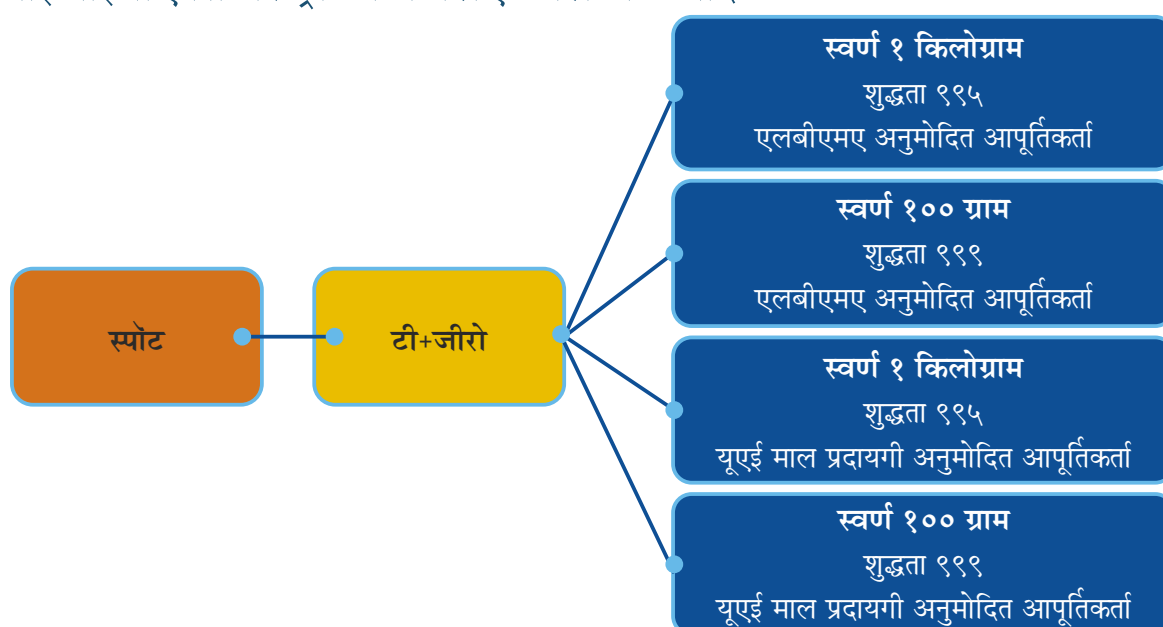 स्पॉट
टी+जीरो
स्वर्ण १ किलोग्राम
शुद्धता ९९५
एलबीएमए अनुमोदित आपूर्तिकर्ता
स्वर्ण १०० ग्राम
शुद्धता ९९९
एलबीएमए अनुमोदित आपूर्तिकर्ता
स्वर्ण १ किलोग्राम
शुद्धता ९९५
यूएई माल प्रदायगी अनुमोदित आपूर्तिकर्ता
स्वर्ण १०० ग्राम
शुद्धता ९९९
यूएई माल प्रदायगी अनुमोदित आपूर्तिकर्ता